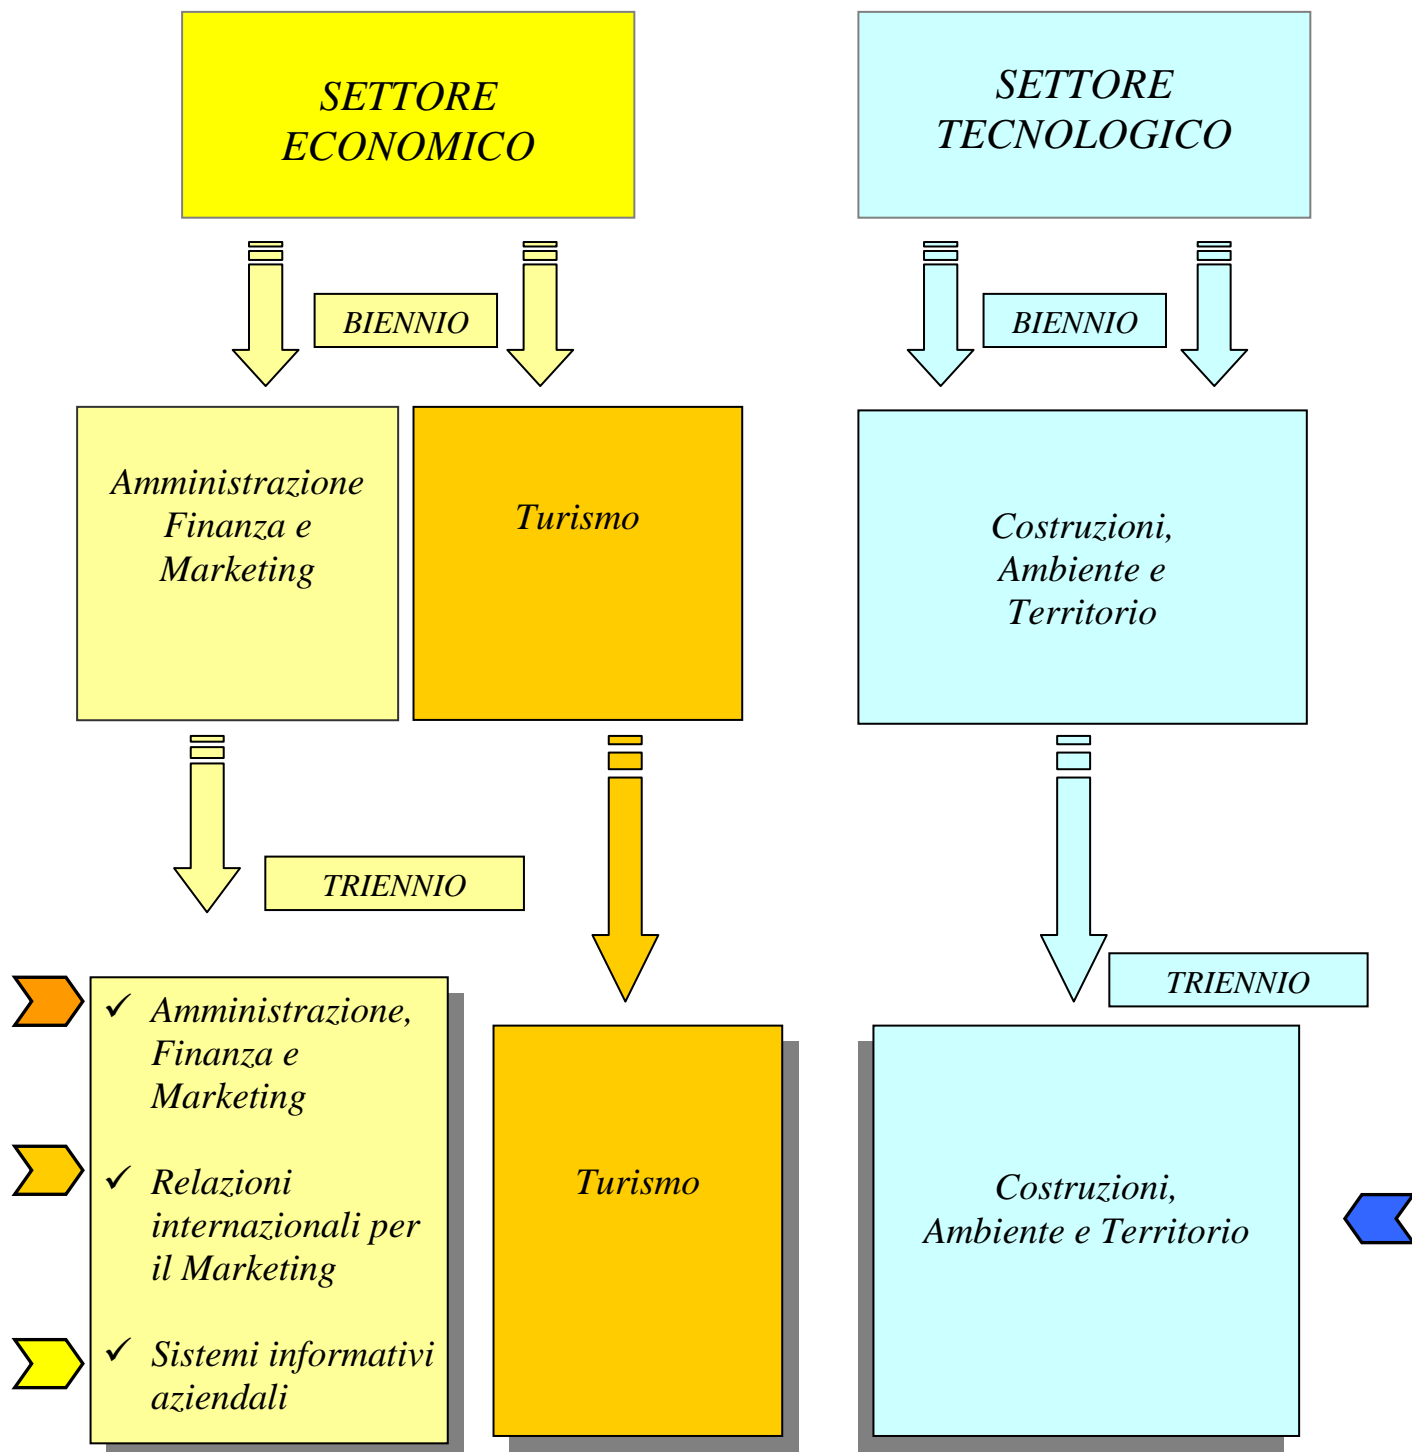 SETTORE
ECONOMICO
SETTORE
TECNOLOGICO
BIENNIO
BIENNIO
Amministrazione
Finanza e
Marketing
Turismo
Costruzioni,
Ambiente e
Territorio
TRIENNIO
TRIENNIO
✓ Amministrazione,
Finanza e
Marketing
✓ Relazioni
internazionali per
il Marketing
✓ Sistemi informativi
aziendali
Turismo
Costruzioni,
Ambiente e Territorio